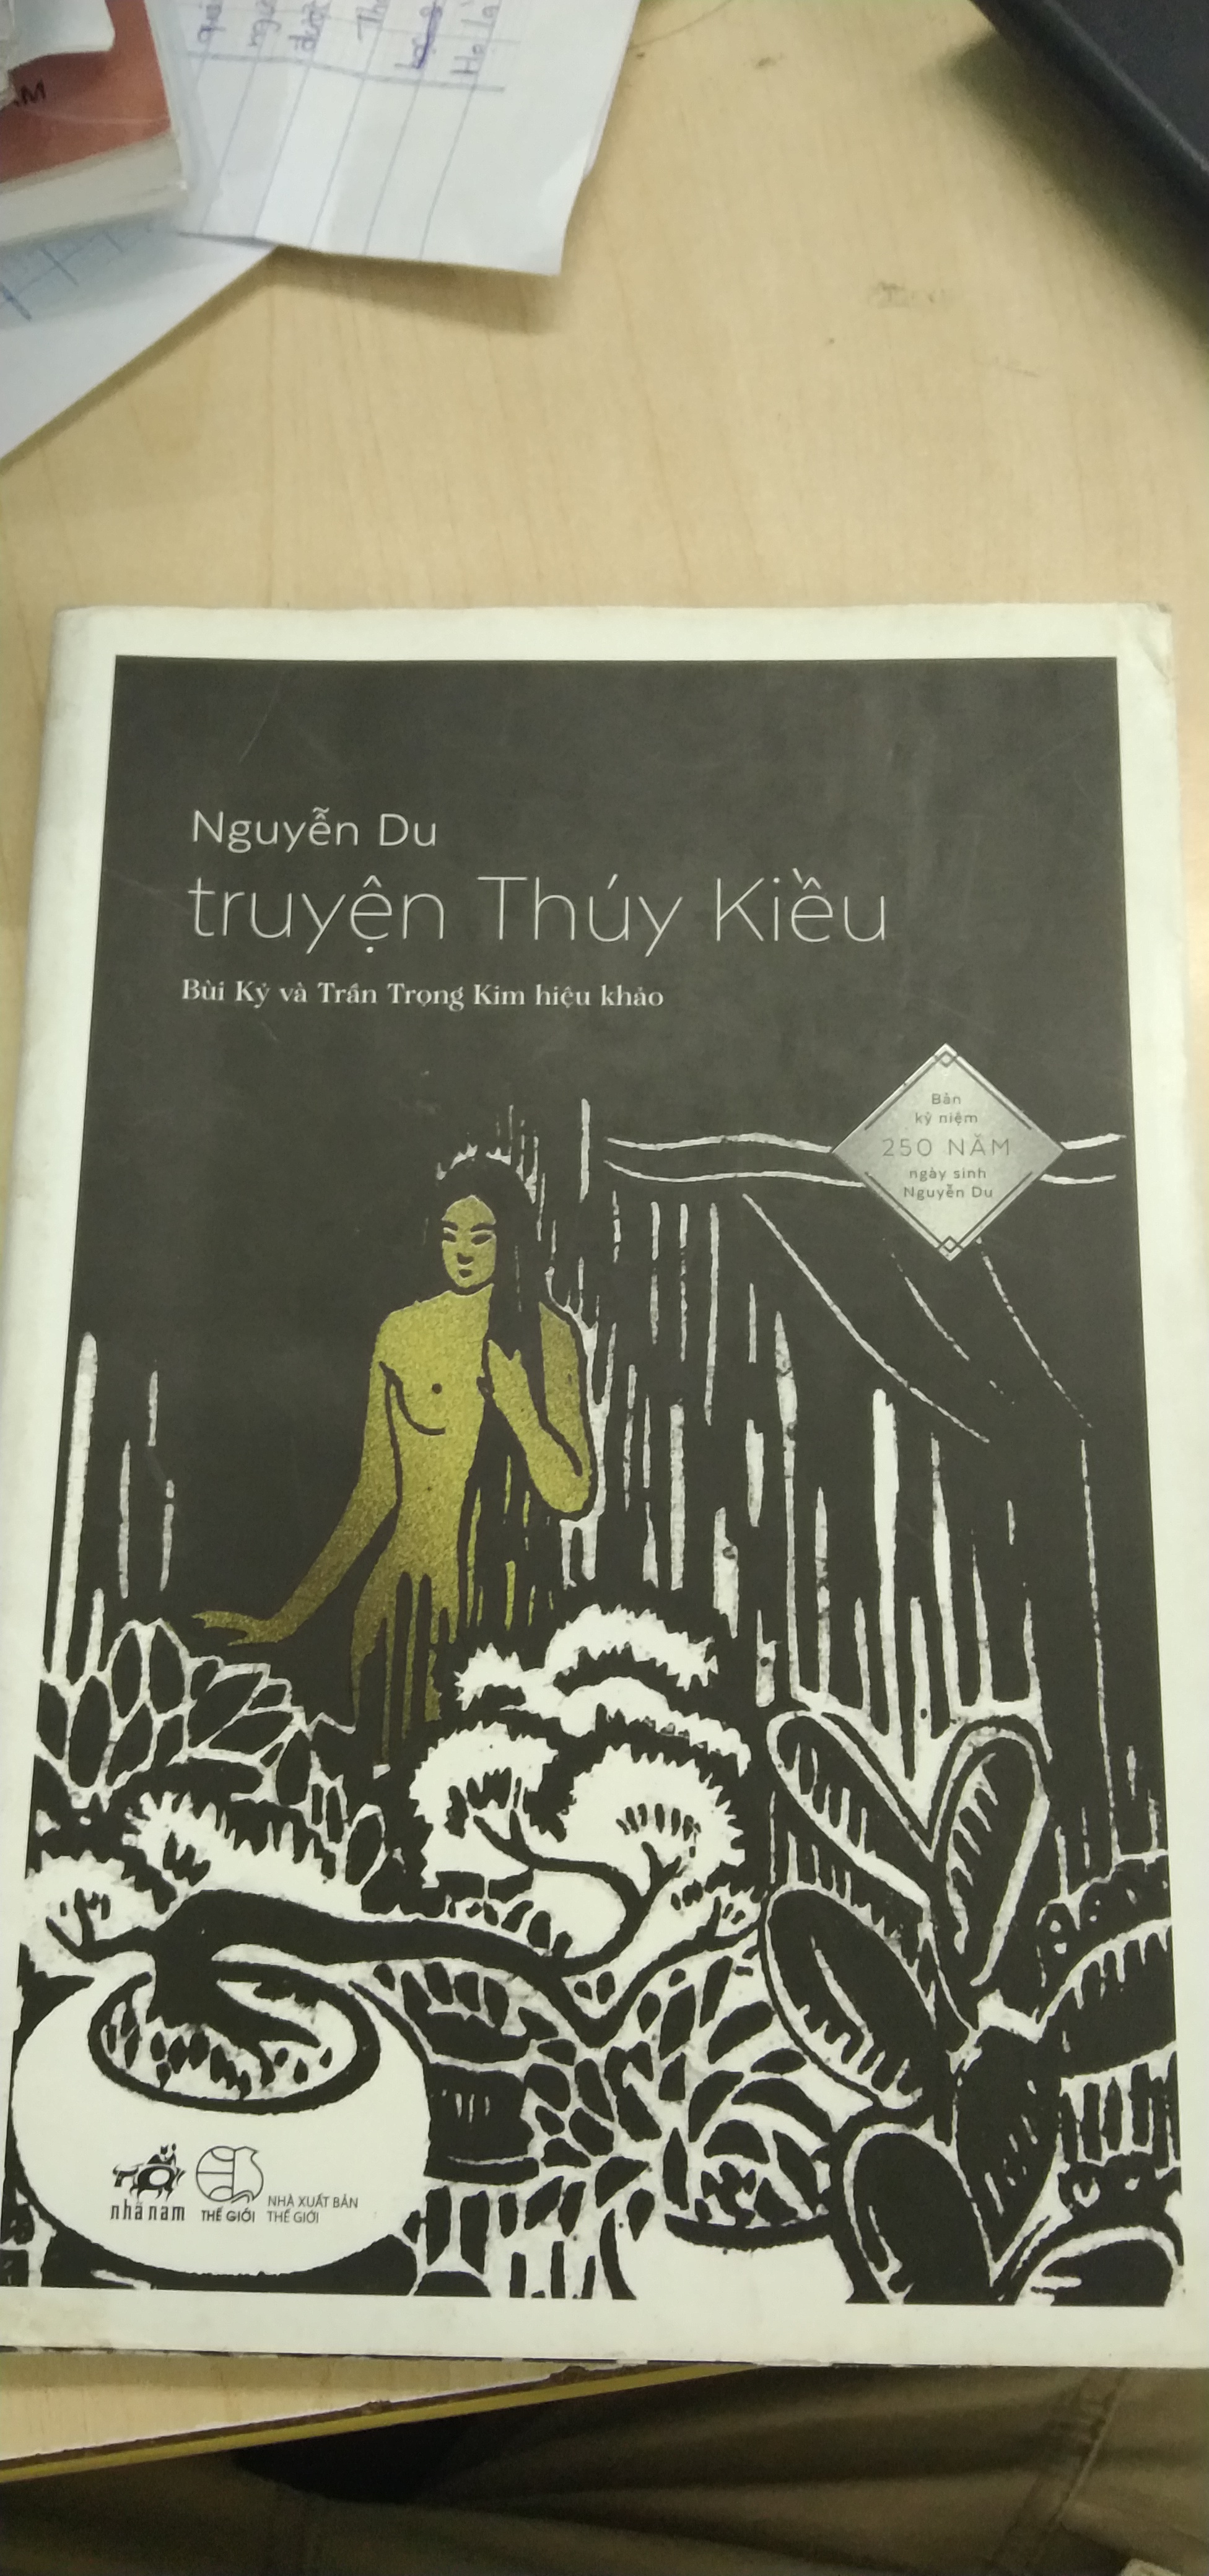 Nguyễn Du
truyện Thúy Kiều
Bùi Kỷ và Trần Trọng Kim hiệu khảo
Bản
kỷ niệm
250 NĂM
ngày sinh
Nguyễn Du
nhã nam
THẾ GIỚI
NHÀ XUẤT BẢN
THẾ GIỚI